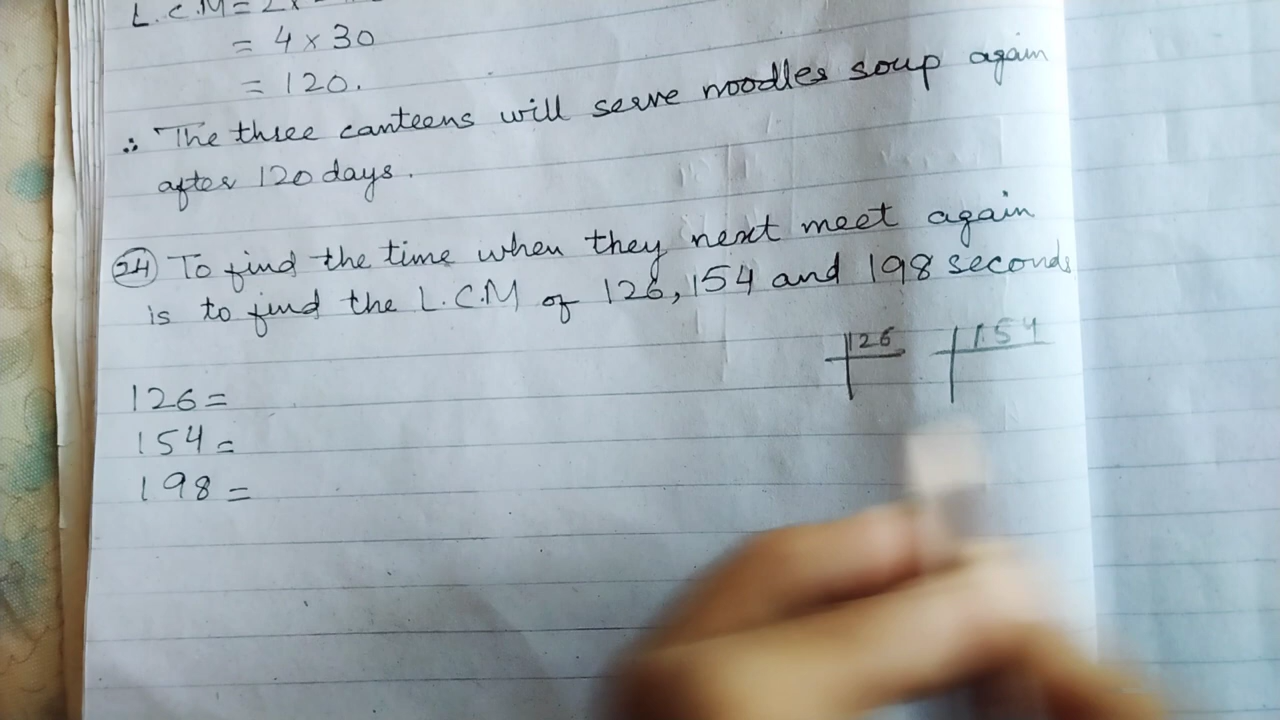 L.C.M = 2 x
= 4 x 30
= 120.
∴ The three canteens will serve noodles soup again
after 120 days.
24 To find the time when they next meet again
is to find the L.C.M of 126, 154 and 198 seconds
126 154
126 =
154 =
198 =